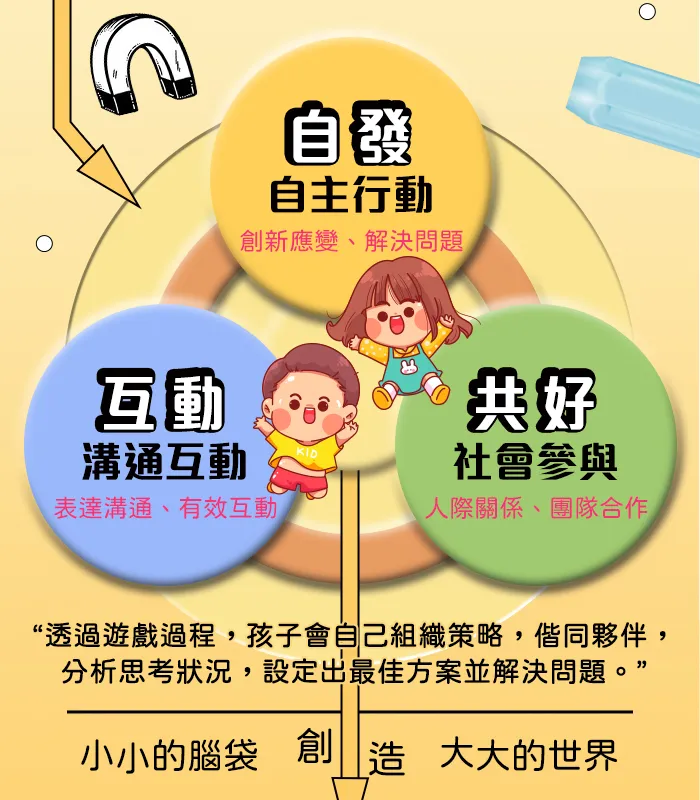 自發
自主行動
創新應變、解決問題
互動
溝通互動
表達溝通、有效互動
KID
共好
社會參與
人際關係、團隊合作
“透過遊戲過程，孩子會自己組織策略，偕同夥伴，
分析思考狀況，設定出最佳方案並解決問題。”
小小的腦袋 創造 大大的世界